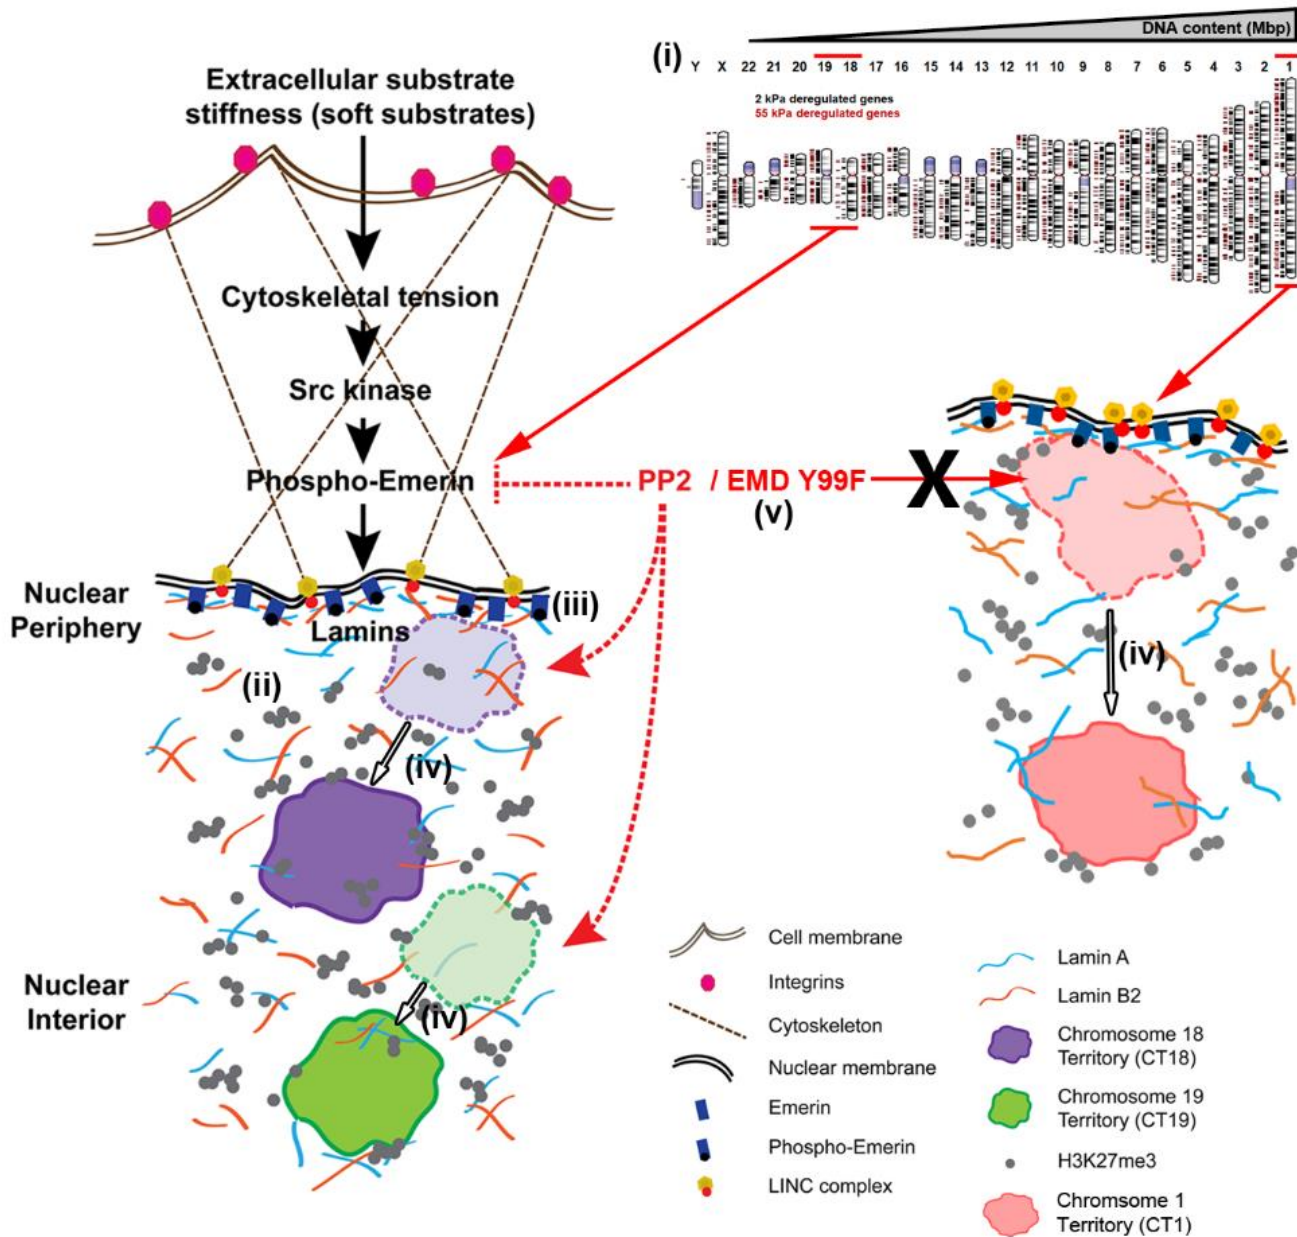 DNA content (Mbp)
(i)
Y X 22 21 20 19 18 17 16 15 14 13 12 11 10 9 8 7 6 5 4 3 2 1
2 kPa deregulated genes
55 kPa deregulated genes
Extracellular substrate
stiffness (soft substrates)
Cytoskeletal tension
Src kinase
Phospho-Emerin
PP2 / EMD Y99F
(v)
X
Nuclear
Periphery
Lamins
(iii)
(ii)
(iv)
(iv)
(iv)
Nuclear
Interior
Cell membrane
Integrins
Cytoskeleton
Nuclear membrane
Emerin
Phospho-Emerin
LINC complex
Lamin A
Lamin B2
Chromosome 18
Territory (CT18)
Chromosome 19
Territory (CT19)
H3K27me3
Chromsome 1
Territory (CT1)